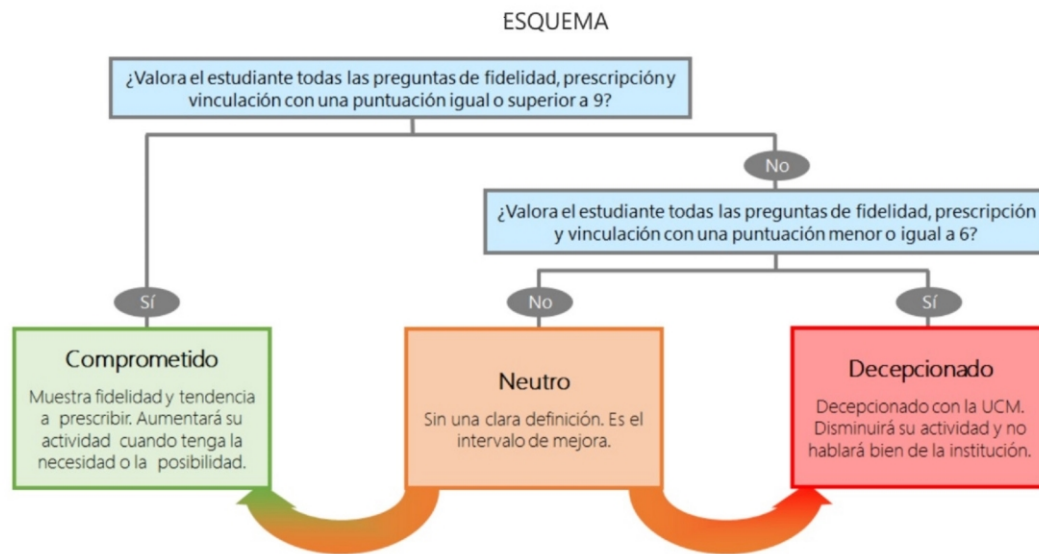 ESQUEMA
¿Valora el estudiante todas las preguntas de fidelidad, prescripción y
vinculación con una puntuación igual o superior a 9?
No
¿Valora el estudiante todas las preguntas de fidelidad, prescripción
y vinculación con una puntuación menor o igual a 6?
Sí
No
Sí
Comprometido
Muestra fidelidad y tendencia
a prescribir. Aumentará su
actividad cuando tenga la
necesidad o la posibilidad.
Neutro
Sin una clara definición. Es el
intervalo de mejora.
Decepcionado
Decepcionado con la UCM.
Disminuirá su actividad y no
hablará bien de la institución.